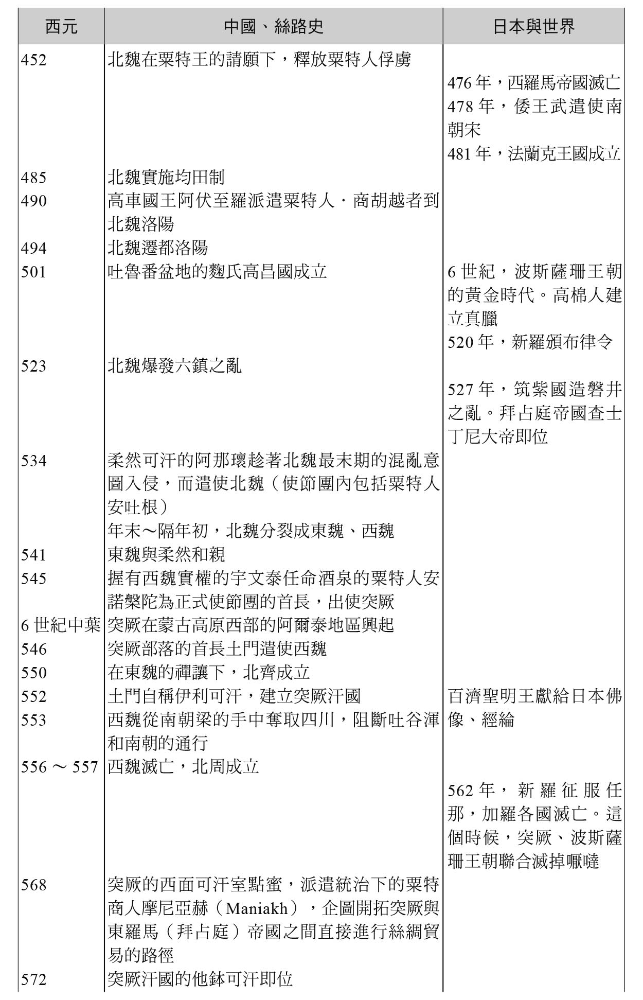 西元 中國、絲路史 日本與世界
452 北魏在粟特王的請願下，釋放粟特人俘虜
476 年，西羅馬帝國滅亡
478 年，倭王武遣使南
朝宋
481 年，法蘭克王國成立
485 北魏實施均田制
490 高車國王阿伏至羅派遣粟特人．商胡越者到
北魏洛陽
494 北魏遷都洛陽
501 吐魯番盆地的麴氏高昌國成立 6 世紀，波斯薩珊王朝
的黃金時代。高棉人建
立真臘
520 年，新羅頒布律令
523 北魏爆發六鎮之亂
527 年，筑紫國造磐井
之亂。拜占庭帝國查士
丁尼大帝即位
534 柔然可汗的阿那瓌趁著北魏最末期的混亂意
圖入侵，而遣使北魏（使節團內包括粟特人
安吐根）
年末～隔年初，北魏分裂成東魏、西魏
541 東魏與柔然和親
545 握有西魏實權的宇文泰任命酒泉的粟特人安
諾槃陀為正式使節團的首長，出使突厥
6 世紀中葉 突厥在蒙古高原西部的阿爾泰地區興起
546 突厥部落的首長土門遣使西魏
550 在東魏的禪讓下，北齊成立
552 土門自稱伊利可汗，建立突厥汗國 百濟聖明王獻給日本佛
553 西魏從南朝梁的手中奪取四川，阻斷吐谷渾 像、經綸
和南朝的通行
556 ～ 557 西魏滅亡，北周成立
562 年，新羅征服任
那，加羅各國滅亡。這
個時候，突厥、波斯薩
珊王朝聯合滅掉嚈噠
568 突厥的西面可汗室點蜜，派遣統治下的粟特
商人摩尼亞赫（Maniakh），企圖開拓突厥與
東羅馬（拜占庭）帝國之間直接進行絲綢貿
易的路徑
572 突厥汗國的他鉢可汗即位